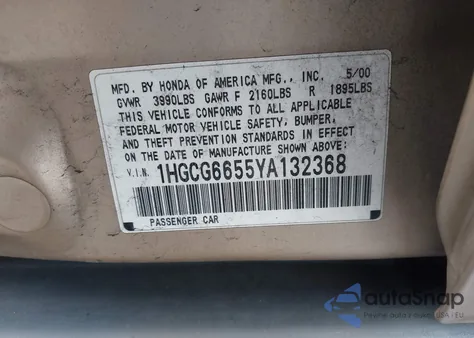 MFD. BY HONDA OF AMERICA MFG., INC. 5/00
GVWR 3990LBS GAWR F 2160LBS R 1895LBS
THIS VEHICLE CONFORMS TO ALL APPLICABLE
FEDERAL MOTOR VEHICLE SAFETY, BUMPER,
AND THEFT PREVENTION STANDARDS IN EFFECT
ON THE DATE OF MANUFACTURE SHOWN ABOVE.
V.I.N. 1HGCG6655YA132368
PASSENGER CAR
autoSnap
USA i EU